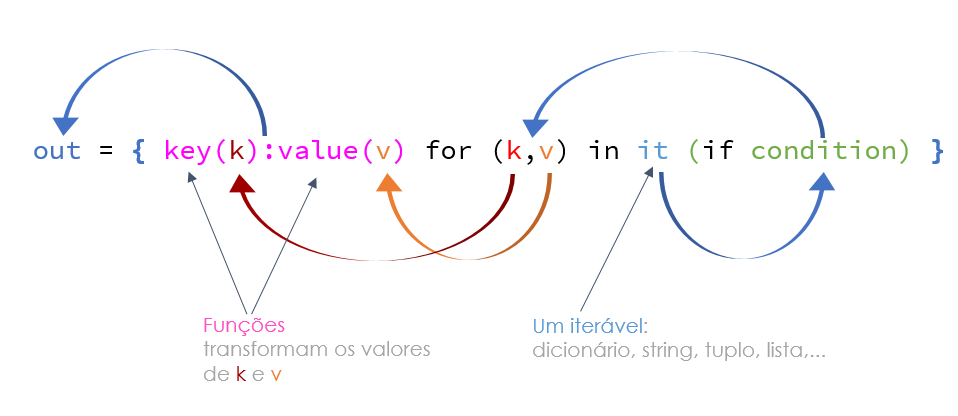 out = { key(k):value(v) for (k,v) in it (if condition) }
Funções
transformam os valores
de k e v
Um iterável:
dicionário, string, tuplo, lista,...